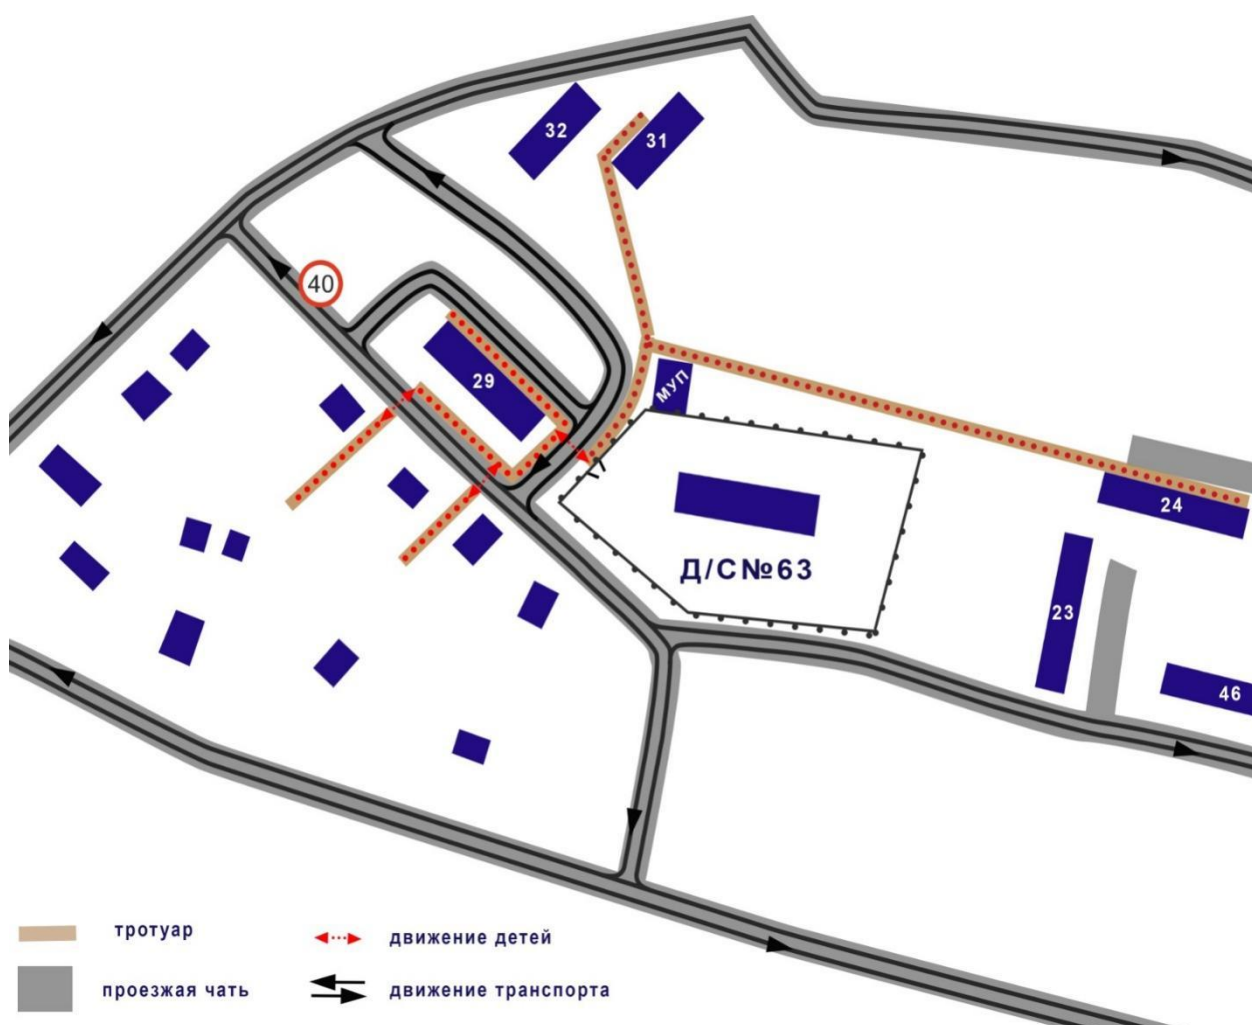 32
31
40
29
МУП
24
Д/С№63
23
46
тротуар
движение детей
проезжая чать
движение транспорта